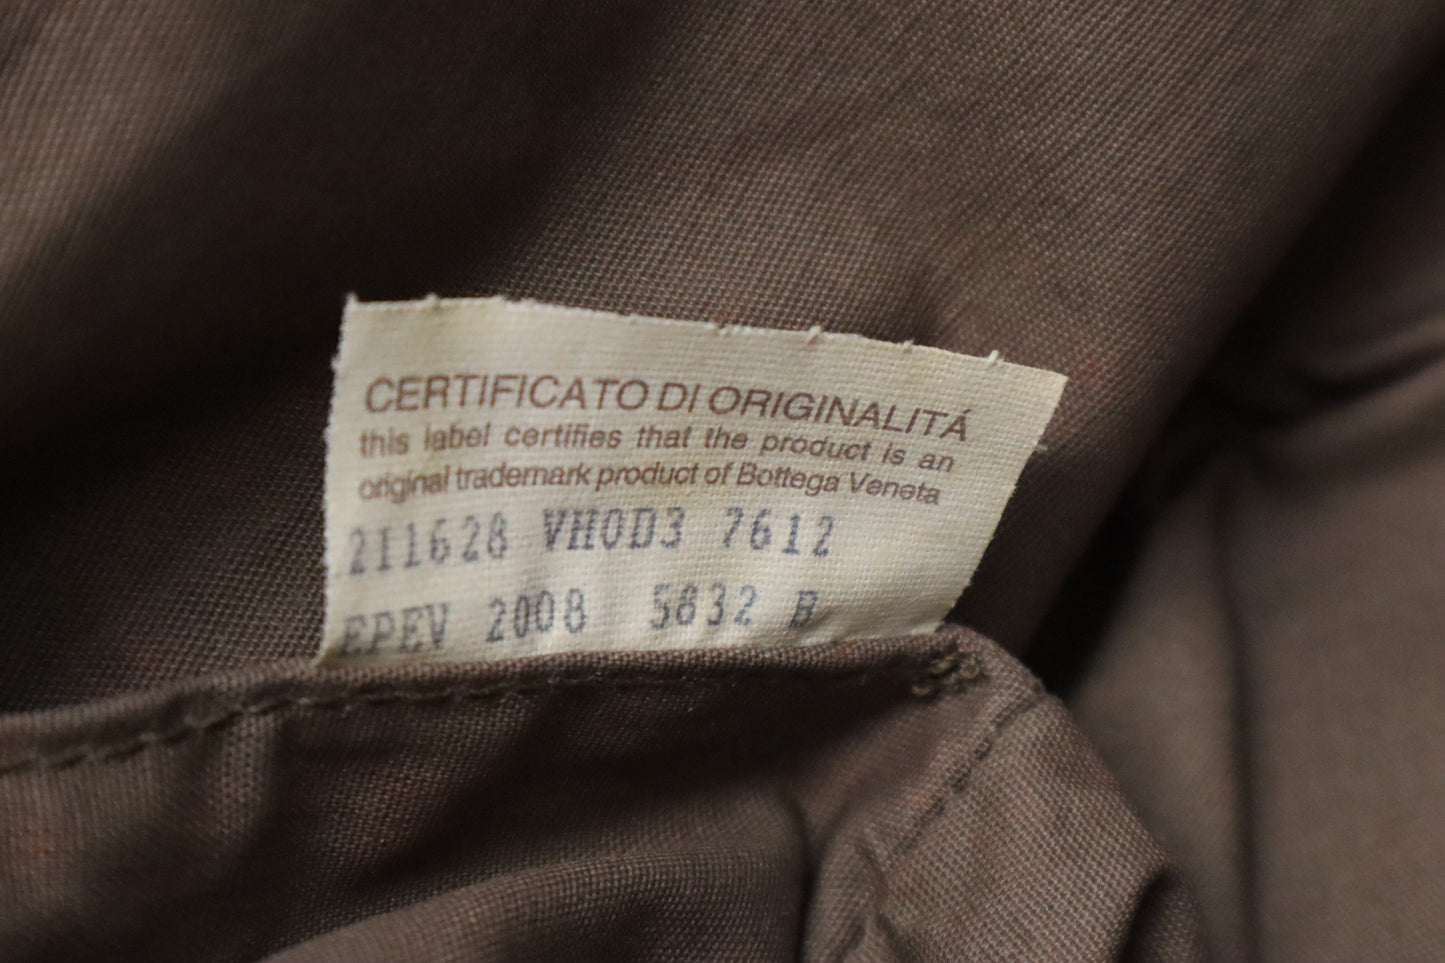 CERTIFICATO DI ORIGINALITÁ
this label certifies that the product is an
original trademark product of Bottega Veneta
211628 VH0D3 7612
EPEV 2008 5832 B